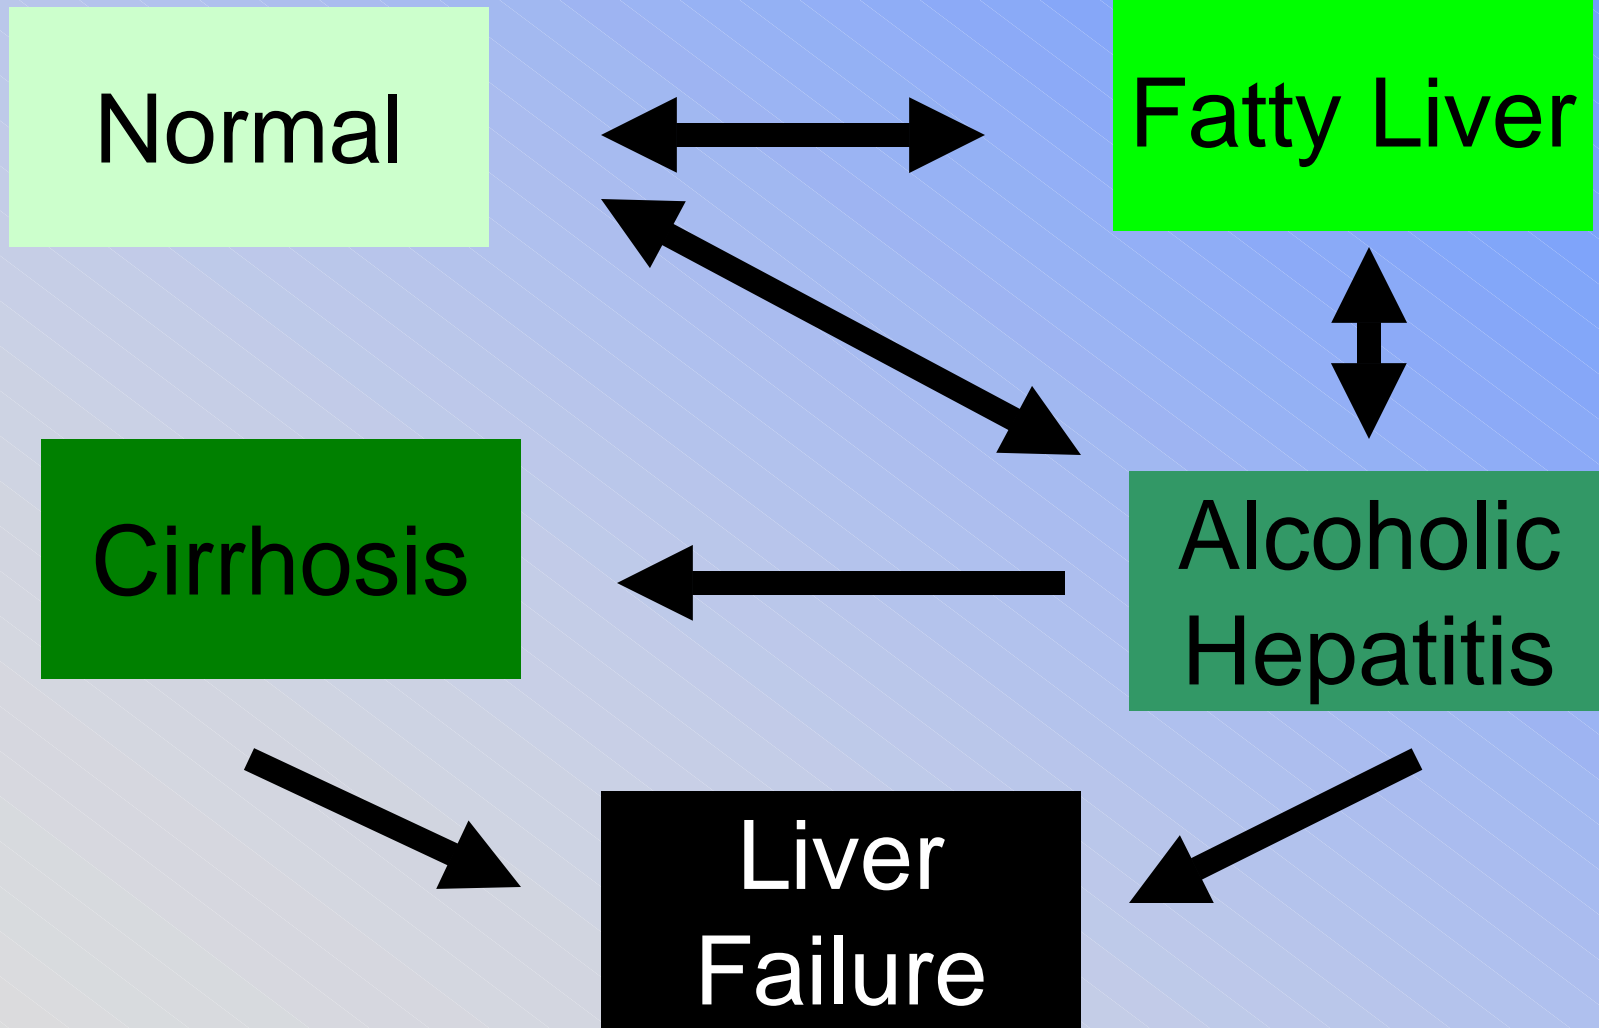 Normal
Fatty Liver
Cirrhosis
Alcoholic
Hepatitis
Liver
Failure